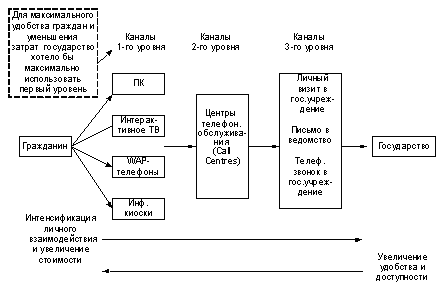 Для максимального
удобства граждан и
уменьшения
затрат государство
хотело бы
максимально
использовать
первый уровень
Каналы
1-го уровня
Каналы
2-го уровня
Каналы
3-го уровня
Гражданин
ПК
Интерак-
тивное ТВ
WAP-
телефоны
Инф.
киоски
Центры
телефон.
обслужи-
вания
(Call
Centres)
Личный
визит в
гос.учреж-
дение
Письмо в
ведомство
Телеф.
звонок в
гос.учреж-
дение
Государство
Интенсификация
личного
взаимодействия
и увеличение
стоимости
Увеличение
удобства и
доступности